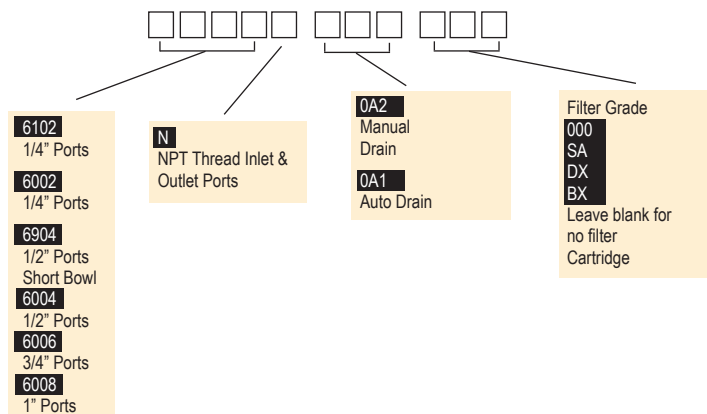 6102
1/4” Ports
6002
1/4” Ports
6904
1/2” Ports
Short Bowl
6004
1/2” Ports
6006
3/4” Ports
6008
1” Ports
N
NPT Thread Inlet &
Outlet Ports
0A2
Manual
Drain
0A1
Auto Drain
Filter Grade
000
SA
DX
BX
Leave blank for
no filter
Cartridge